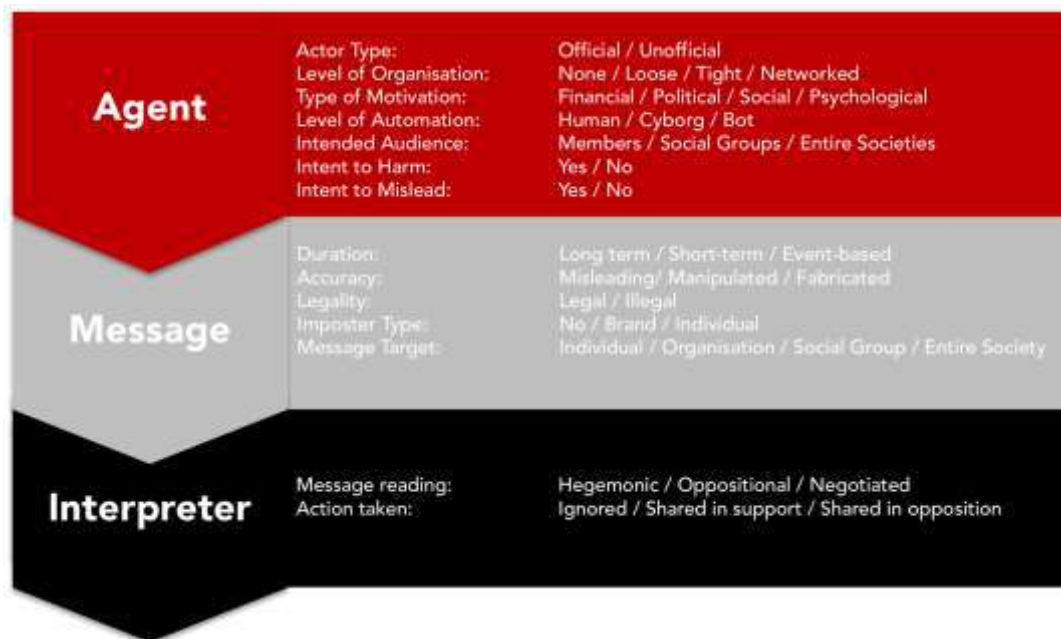 Agent
Actor Type: Official / Unofficial
Level of Organisation: None / Loose / Tight / Networked
Type of Motivation: Financial / Political / Social / Psychological
Level of Automation: Human / Cyborg / Bot
Intended Audience: Members / Social Groups / Entire Societies
Intent to Harm: Yes / No
Intent to Mislead: Yes / No
Message
Duration: Long term / Short-term / Event-based
Accuracy: Misleading/ Manipulated / Fabricated
Legality: Legal / Illegal
Imposter Type: No / Brand / Individual
Message Target: Individual / Organisation / Social Group / Entire Society
Interpreter
Message reading: Hegemonic / Oppositional / Negotiated
Action taken: Ignored / Shared in support / Shared in opposition